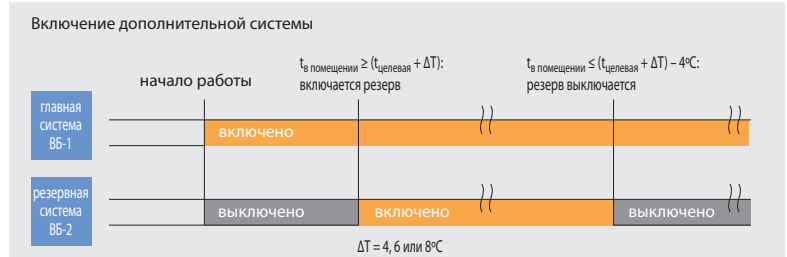 Включение дополнительной системы
начало работы
tв помещении ≥ (tцелевая + ΔT):
включается резерв
tв помещении ≤ (tцелевая + ΔT) – 4ºC:
резерв выключается
главная
система
ВБ-1
включено
резервная
система
ВБ-2
выключено
включено
выключено
ΔT = 4, 6 или 8ºC